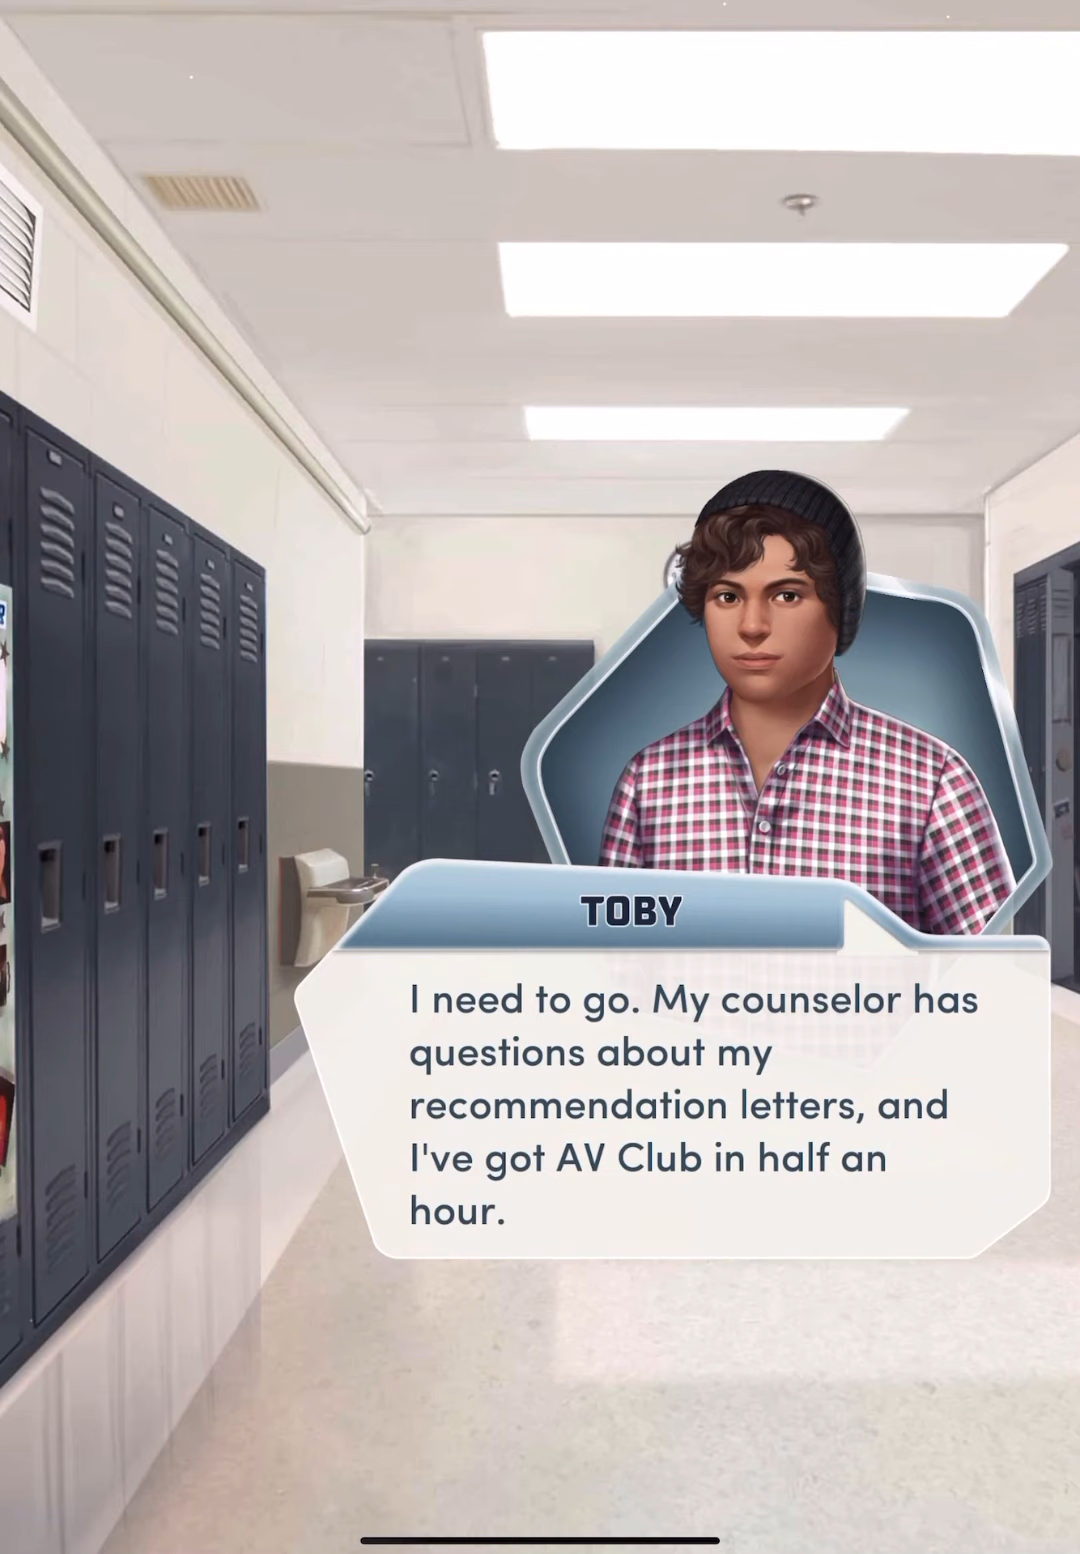 TOBY
I need to go. My counselor has
questions about my
recommendation letters, and
I've got AV Club in half an
hour.